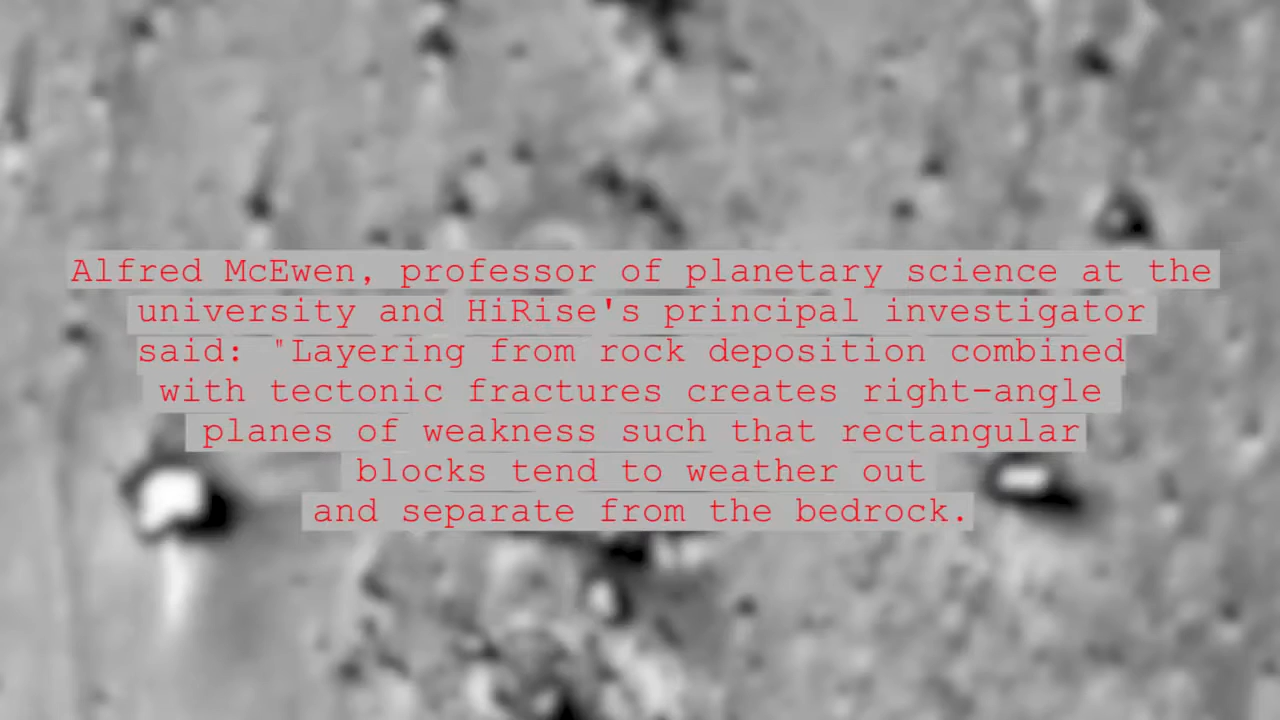 Alfred McEwen, professor of planetary science at the
university and HiRise's principal investigator
said: "Layering from rock deposition combined
with tectonic fractures creates right-angle
planes of weakness such that rectangular
blocks tend to weather out
and separate from the bedrock.